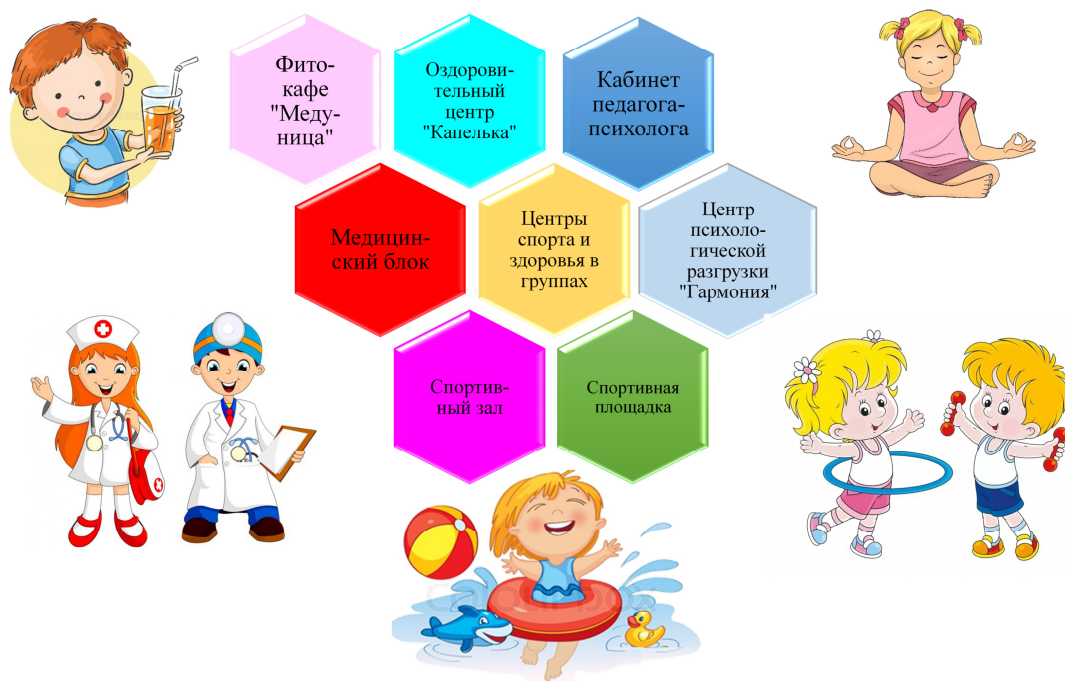 Фито-
кафе
"Меду-
ница"
Оздорови-
тельный
центр
"Капелька"
Кабинет
педагога-
психолога
Медицин-
ский блок
Центры
спорта и
здоровья в
группах
Центр
психоло-
гической
разгрузки
"Гармония"
Спортив-
ный зал
Спортивная
площадка